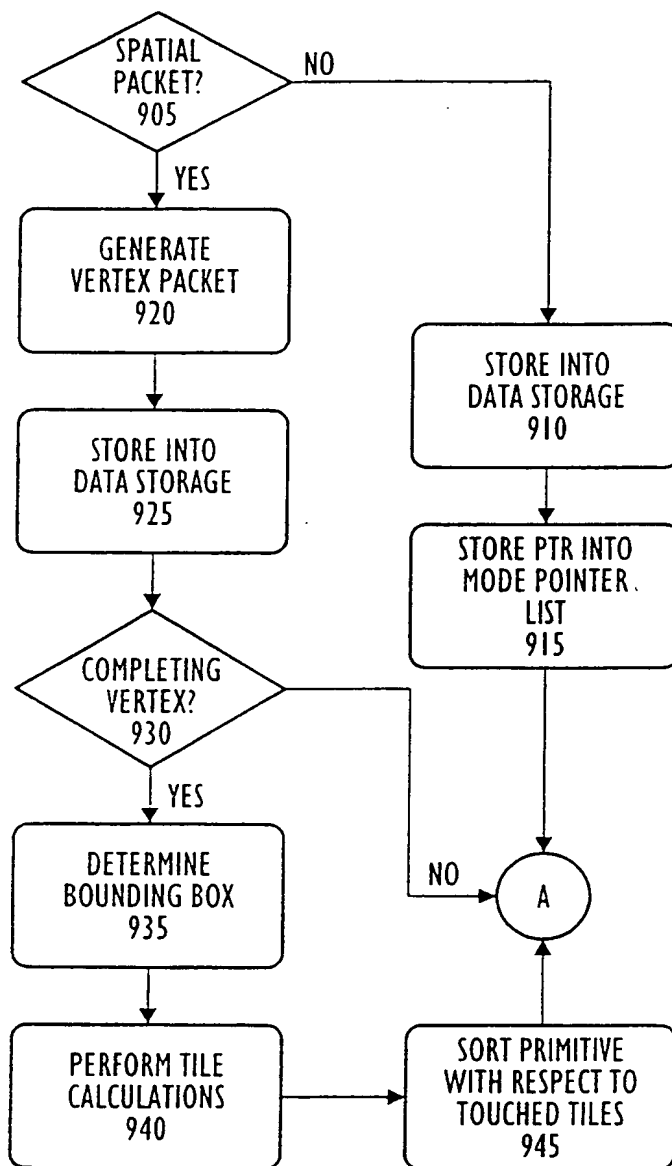 SPATIAL
PACKET?
905
NO
YES
GENERATE
VERTEX PACKET
920
STORE INTO
DATA STORAGE
910
STORE INTO
DATA STORAGE
925
STORE PTR INTO
MODE POINTER
LIST
915
COMPLETING
VERTEX?
930
YES
NO
DETERMINE
BOUNDING BOX
935
A
PERFORM TILE
CALCULATIONS
940
SORT PRIMITIVE
WITH RESPECT TO
TOUCHED TILES
945